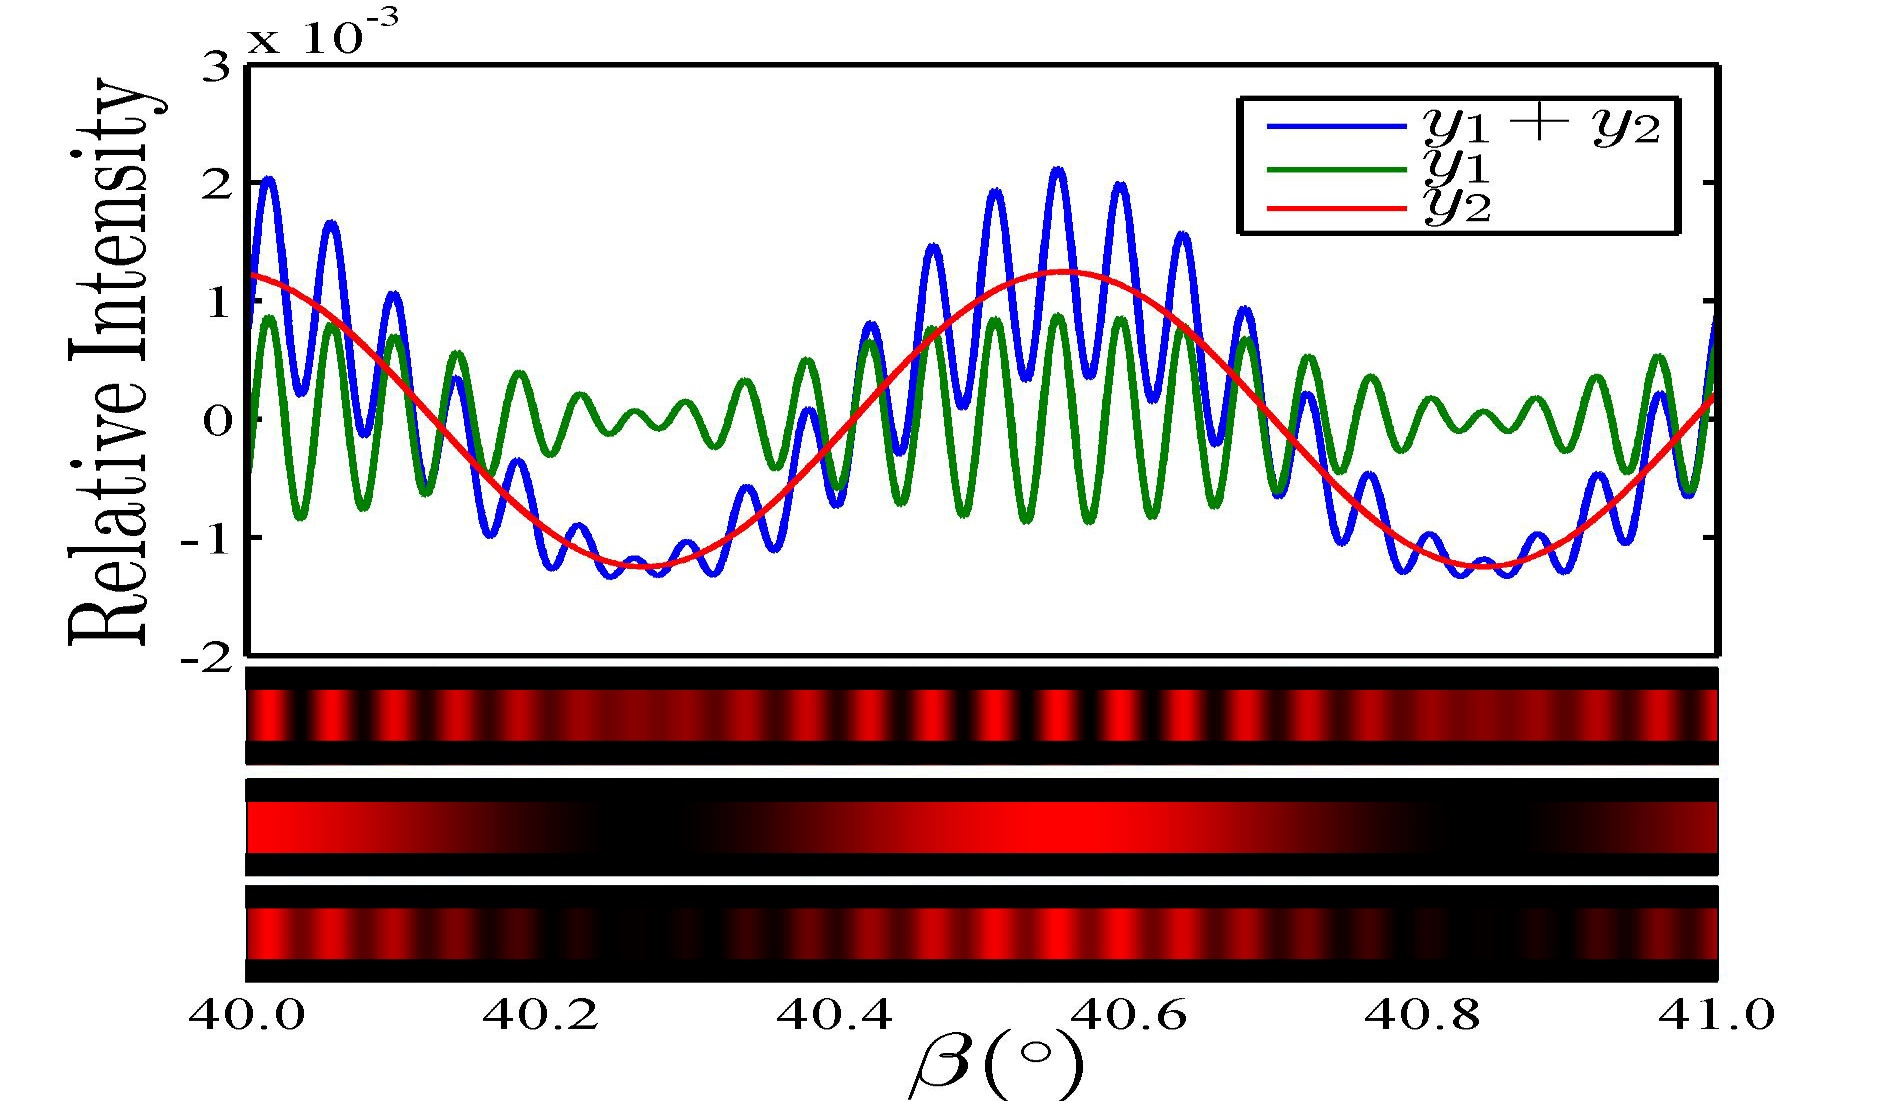 x 10-3
3
2
1
0
-1
-2
Relative Intensity
y1 + y2
y1
y2
40.0 40.2 40.4 40.6 40.8 41.0
β(°)